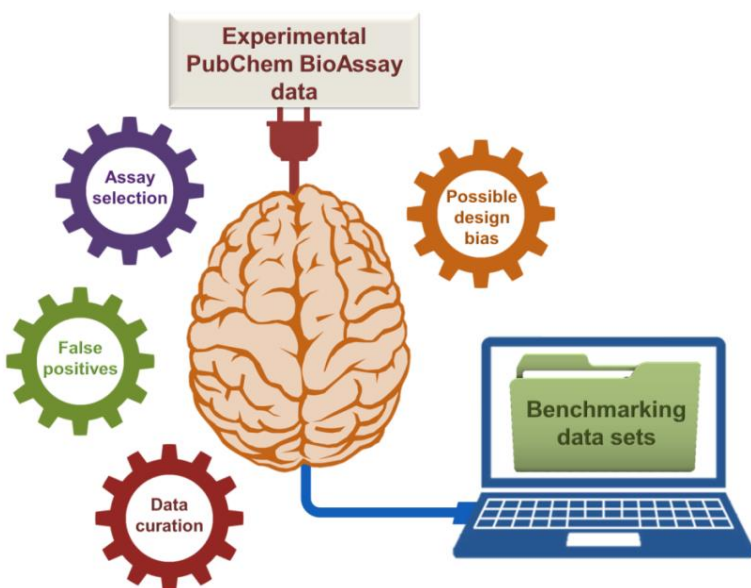 Experimental
PubChem BioAssay
data
Assay
selection
Possible
design
bias
False
positives
Benchmarking
data sets
Data
curation